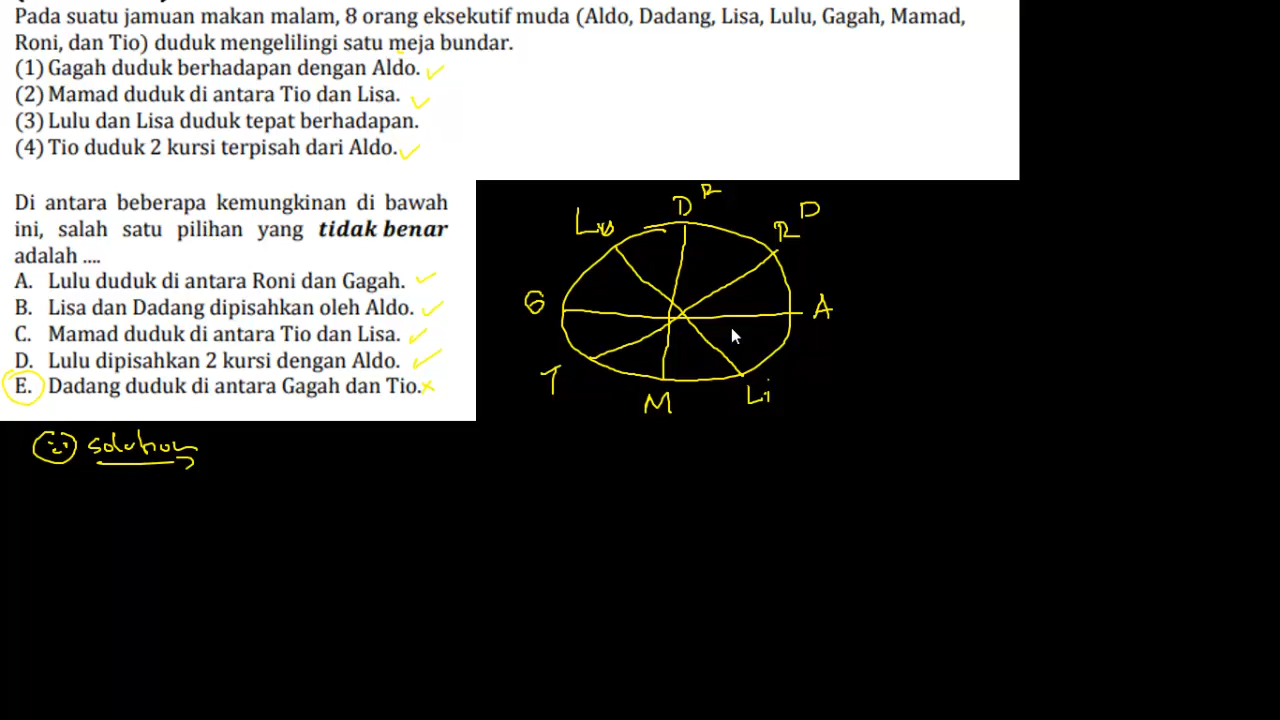 Pada suatu jamuan makan malam, 8 orang eksekutif muda (Aldo, Dadang, Lisa, Lulu, Gagah, Mamad,
Roni, dan Tio) duduk mengelilingi satu meja bundar.
(1) Gagah duduk berhadapan dengan Aldo.
(2) Mamad duduk di antara Tio dan Lisa.
(3) Lulu dan Lisa duduk tepat berhadapan.
(4) Tio duduk 2 kursi terpisah dari Aldo.
Di antara beberapa kemungkinan di bawah
ini, salah satu pilihan yang tidak benar
adalah ....
A. Lulu duduk di antara Roni dan Gagah.
B. Lisa dan Dadang dipisahkan oleh Aldo.
C. Mamad duduk di antara Tio dan Lisa.
D. Lulu dipisahkan 2 kursi dengan Aldo.
E. Dadang duduk di antara Gagah dan Tio.
D R
Lu
R D
G
A
T
M
Li
solution